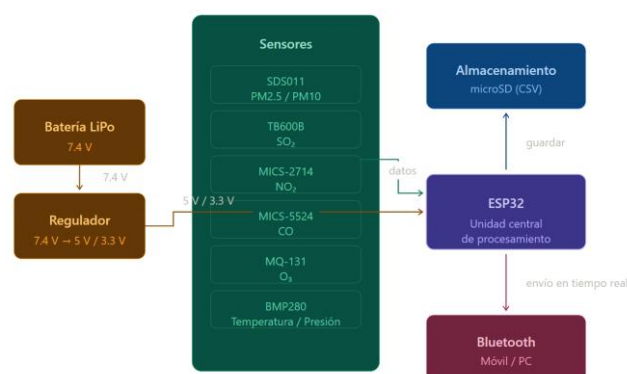 Sensores
SDS011
PM2.5 / PM10
TB600B
SO₂
MICS-2714
NO₂
MICS-5524
CO
MQ-131
O₃
BMP280
Temperatura / Presión
Batería LiPo
7.4 V
7.4 V
Regulador
7.4 V → 5 V / 3.3 V
5 V / 3.3 V
datos
Almacenamiento
microSD (CSV)
guardar
ESP32
Unidad central
de procesamiento
envío en tiempo real
Bluetooth
Móvil / PC